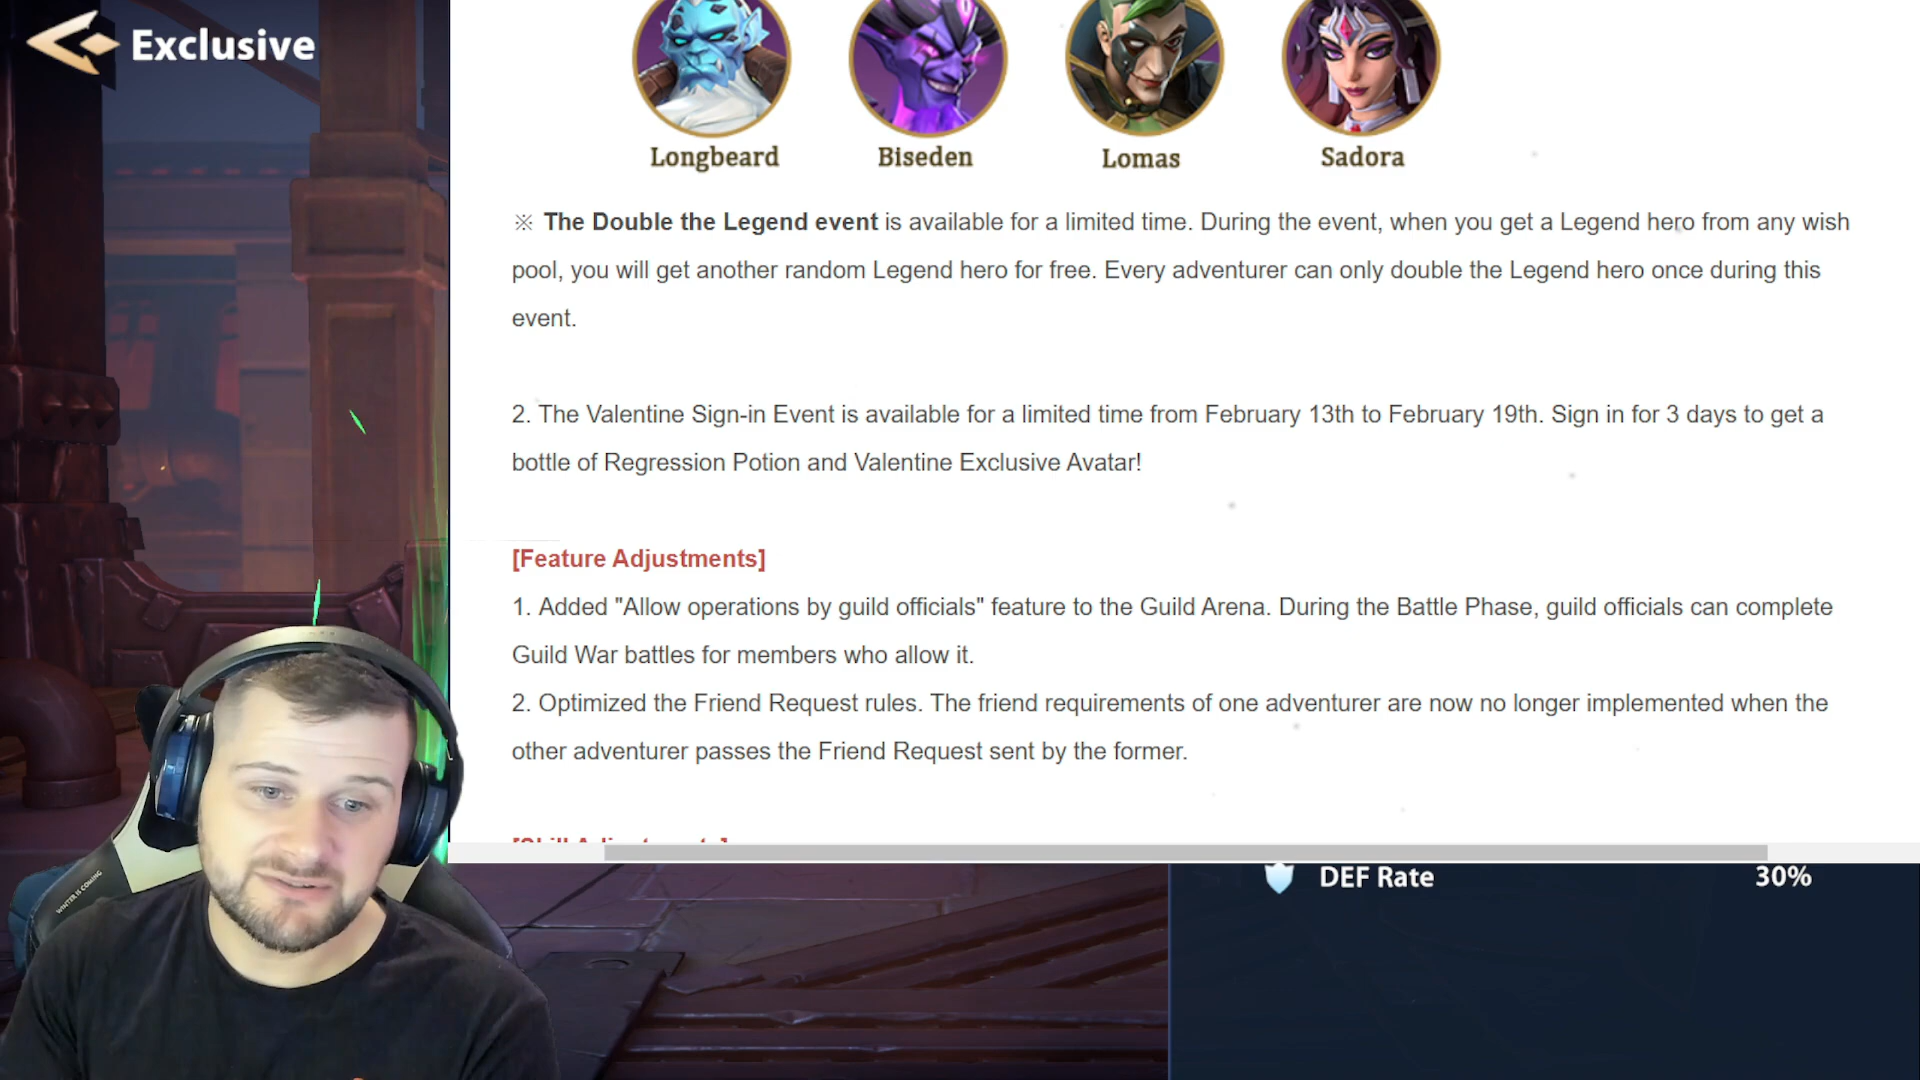 Exclusive
Longbeard Biseden Lomas Sadora
※ The Double the Legend event is available for a limited time. During the event, when you get a Legend hero from any wish
pool, you will get another random Legend hero for free. Every adventurer can only double the Legend hero once during this
event.
2. The Valentine Sign-in Event is available for a limited time from February 13th to February 19th. Sign in for 3 days to get a
bottle of Regression Potion and Valentine Exclusive Avatar!
[Feature Adjustments]
1. Added "Allow operations by guild officials" feature to the Guild Arena. During the Battle Phase, guild officials can complete
Guild War battles for members who allow it.
2. Optimized the Friend Request rules. The friend requirements of one adventurer are now no longer implemented when the
other adventurer passes the Friend Request sent by the former.
DEF Rate 30%
WINTER IS COMING